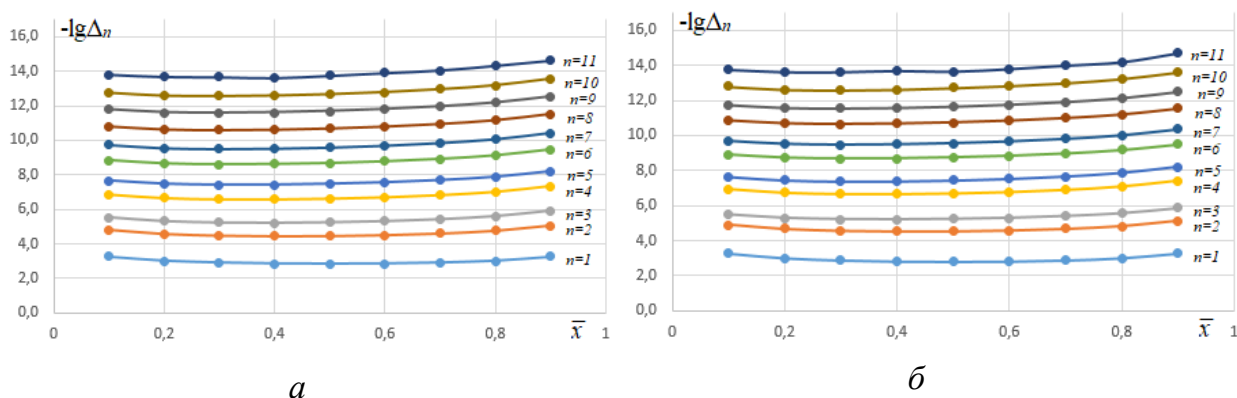 -lgΔn
16,0
14,0
12,0
10,0
8,0
6,0
4,0
2,0
0,0
n=11
n=10
n=9
n=8
n=7
n=6
n=5
n=4
n=3
n=2
n=1
0 0,2 0,4 0,6 0,8 1
x̅
а
-lgΔn
16,0
14,0
12,0
10,0
8,0
6,0
4,0
2,0
0,0
n=11
n=10
n=9
n=8
n=7
n=6
n=5
n=4
n=3
n=2
n=1
0 0,2 0,4 0,6 0,8 1
x̅
б